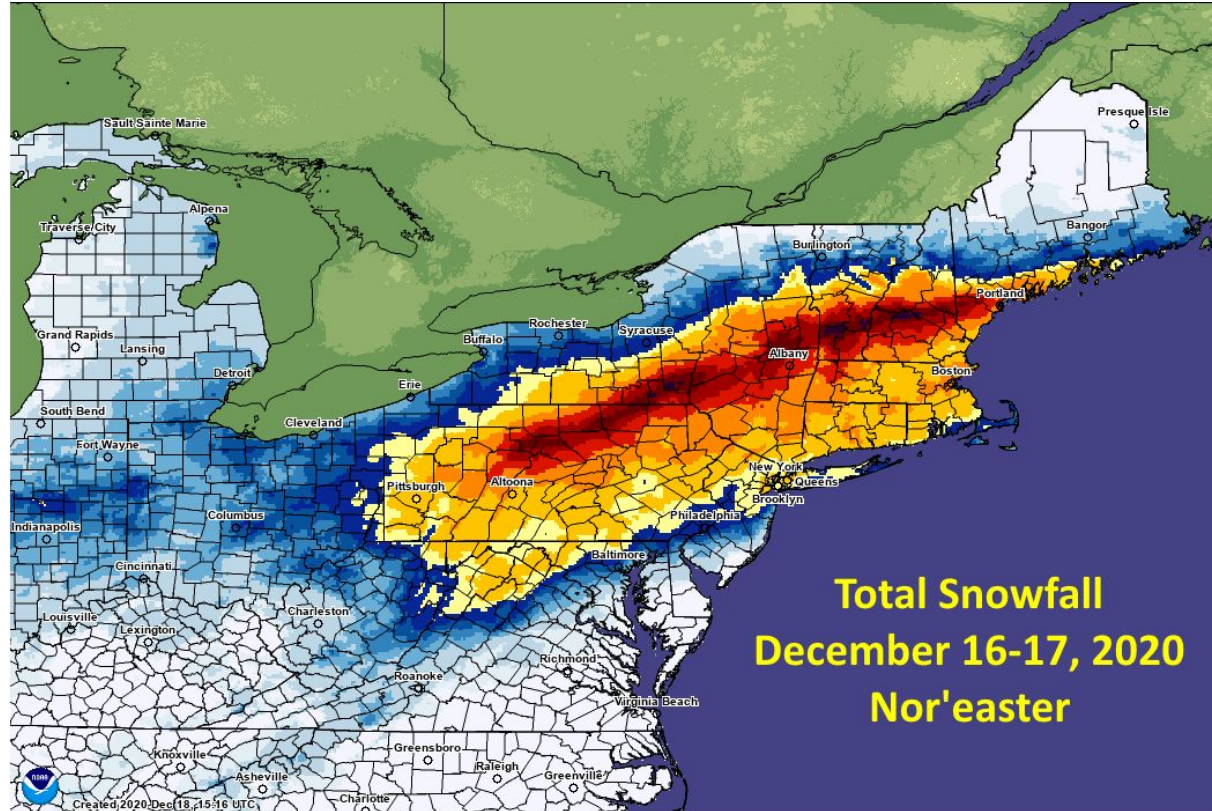 Presque Isle
Sault Sainte Marie
Alpena
Traverse City
Bangor
Burlington
Portland
Rochester
Syracuse
Grand Rapids
Lansing
Buffalo
Albany
Detroit
Boston
Erie
South Bend
Cleveland
Fort Wayne
New York
Pittsburgh
Altoona
Queens
Brooklyn
Columbus
Philadelphia
Indianapolis
Baltimore
Cincinnati
Total Snowfall
December 16-17, 2020
Nor'easter
Charleston
Louisville
Lexington
Richmond
Roanoke
Virginia Beach
Greensboro
Knoxville
Raleigh
Asheville
Greenville
NOAA
Created 2020-Dec-18, 15-16 UTC
Charlotte